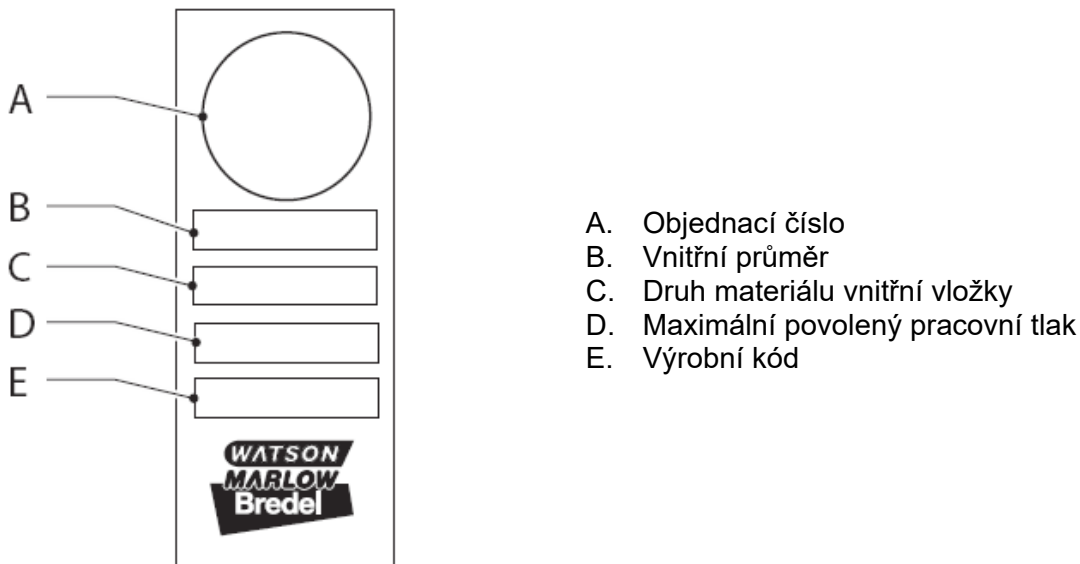 A
B
C
D
E
WATSON
MARLOW
Bredel
A. Objednací číslo
B. Vnitřní průměr
C. Druh materiálu vnitřní vložky
D. Maximální povolený pracovní tlak
E. Výrobní kód